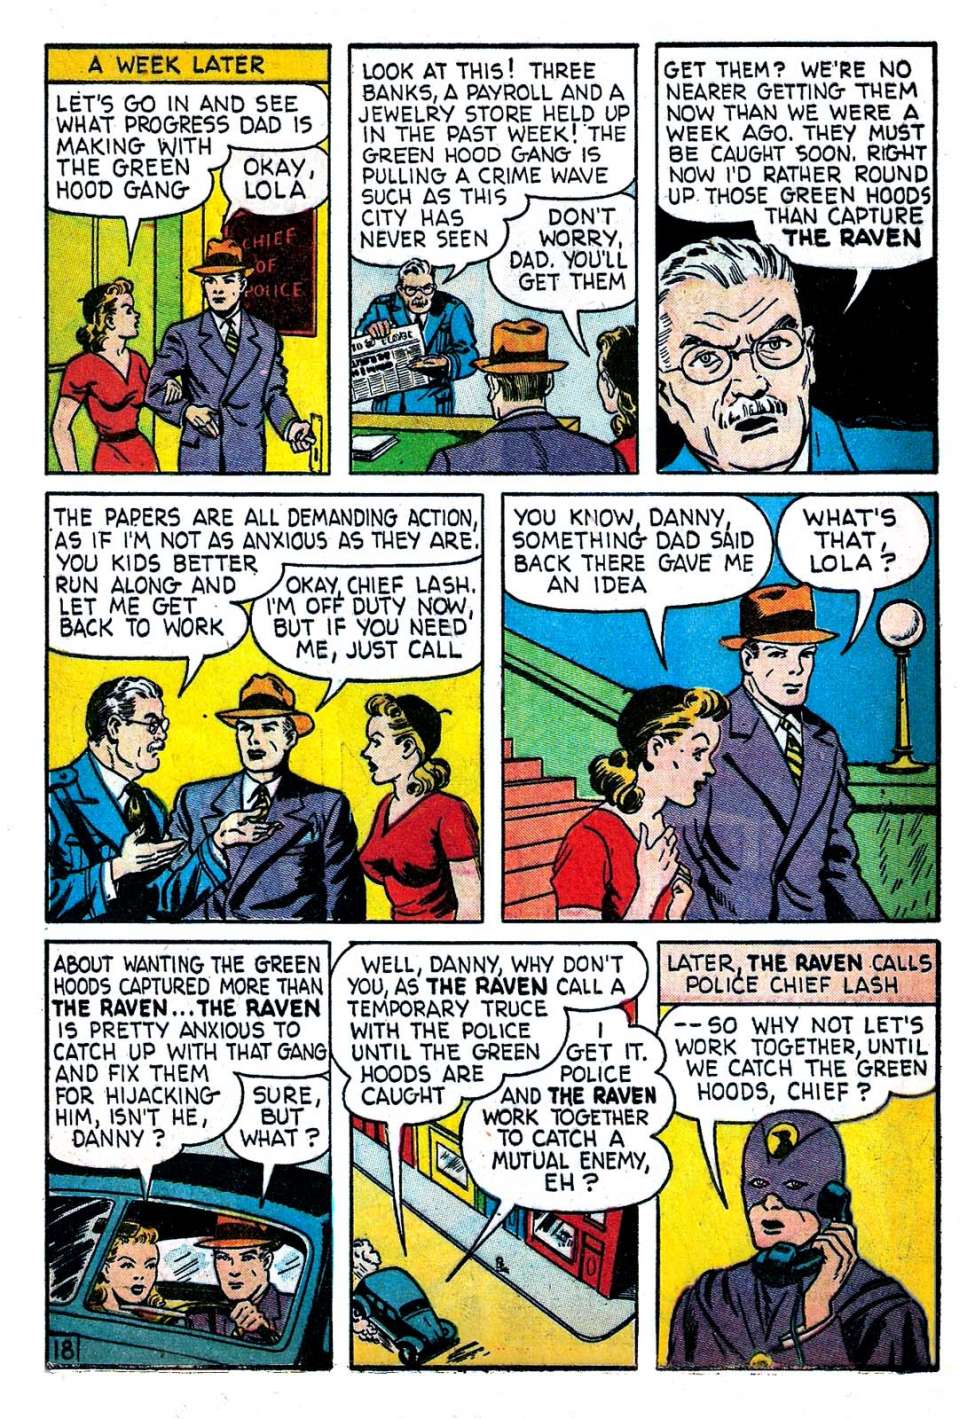 A WEEK LATER
LET'S GO IN AND SEE
WHAT PROGRESS DAD IS
MAKING WITH
THE GREEN
HOOD GANG
OKAY,
LOLA
CHIEF
OF
POLICE
LOOK AT THIS! THREE
BANKS, A PAYROLL AND A
JEWELRY STORE HELD UP
IN THE PAST WEEK! THE
GREEN HOOD GANG IS
PULLING A CRIME WAVE
SUCH AS THIS
CITY HAS
NEVER SEEN
DON'T
WORRY,
DAD. YOU'LL
GET THEM
GET THEM? WE'RE NO
NEARER GETTING THEM
NOW THAN WE WERE A
WEEK AGO. THEY MUST
BE CAUGHT SOON. RIGHT
NOW I'D RATHER ROUND
UP THOSE GREEN HOODS
THAN CAPTURE
THE RAVEN
THE PAPERS ARE ALL DEMANDING ACTION,
AS IF I'M NOT AS ANXIOUS AS THEY ARE.
YOU KIDS BETTER
RUN ALONG AND
LET ME GET
BACK TO WORK
OKAY, CHIEF LASH.
I'M OFF DUTY NOW,
BUT IF YOU NEED
ME, JUST CALL
YOU KNOW, DANNY,
SOMETHING DAD SAID
BACK THERE GAVE ME
AN IDEA
WHAT'S
THAT,
LOLA?
ABOUT WANTING THE GREEN
HOODS CAPTURED MORE THAN
THE RAVEN...THE RAVEN
IS PRETTY ANXIOUS TO
CATCH UP WITH THAT GANG
AND FIX THEM
FOR HIJACKING
HIM, ISN'T HE,
DANNY?
SURE,
BUT
WHAT?
18
WELL, DANNY, WHY DON'T
YOU, AS THE RAVEN CALL A
TEMPORARY TRUCE
WITH THE POLICE
UNTIL THE GREEN
HOODS ARE
CAUGHT
I
GET IT.
POLICE
AND THE RAVEN
WORK TOGETHER
TO CATCH A
MUTUAL ENEMY,
EH?
LATER, THE RAVEN CALLS
POLICE CHIEF LASH
--SO WHY NOT LET'S
WORK TOGETHER, UNTIL
WE CATCH THE GREEN
HOODS, CHIEF?